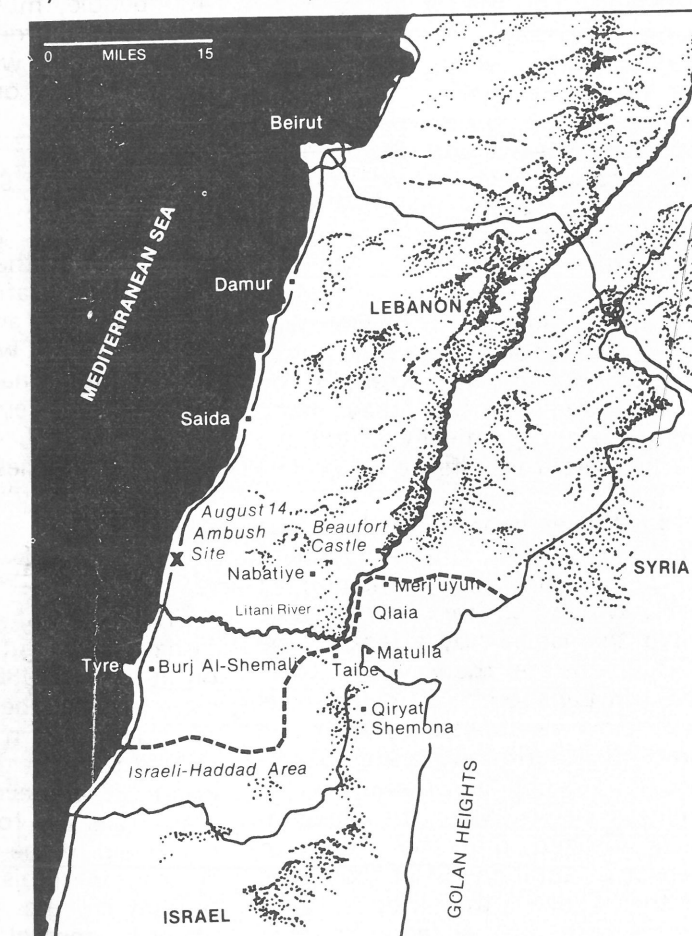 0 MILES 15
Beirut
MEDITERRANEAN SEA
Damur
LEBANON
Saida
August 14
Ambush
Site
Beaufort
Castle
Nabatiye
SYRIA
Merj'uyun
Litani River
Qlaia
Matulla
Tyre
Burj Al-Shemali
Taibe
Qiryat
Shemona
Israeli-Haddad Area
GOLAN HEIGHTS
ISRAEL